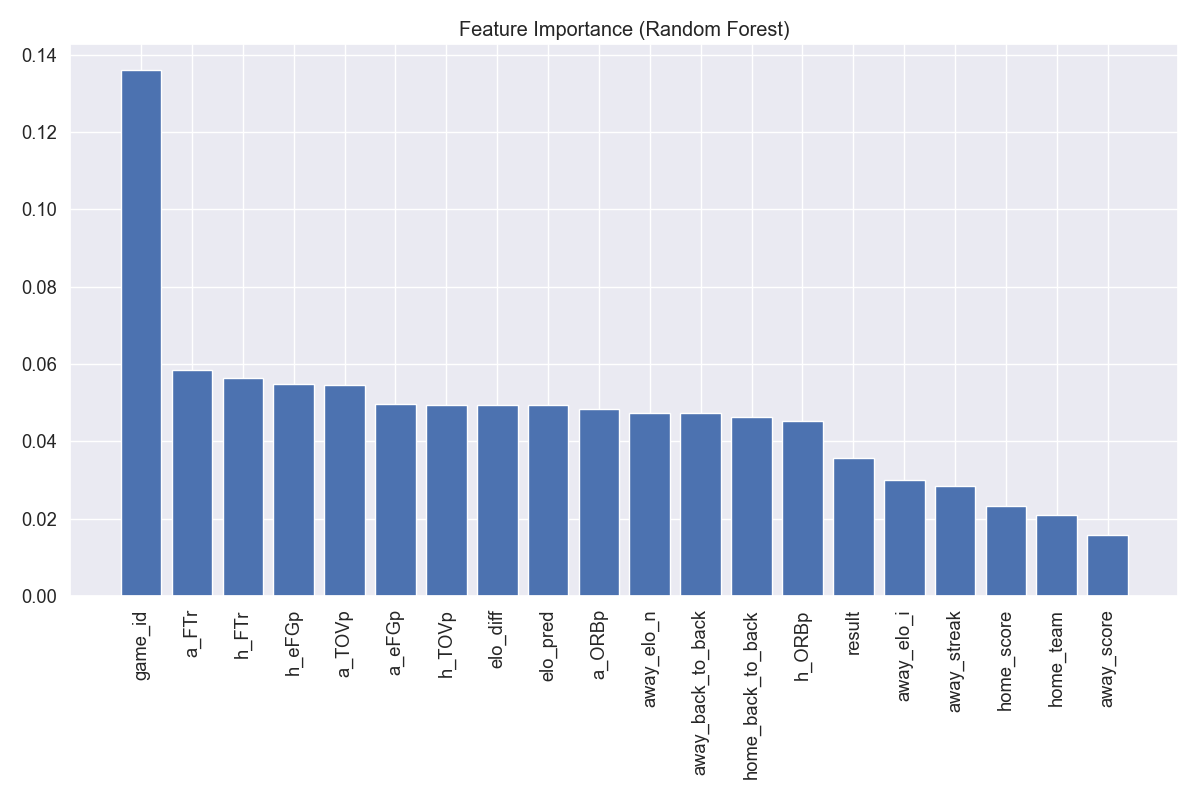 Feature Importance (Random Forest)
0.14
0.12
0.10
0.08
0.06
0.04
0.02
0.00
game_id
a_FTr
h_FTr
h_eFGp
a_TOVp
a_eFGp
h_TOVp
elo_diff
elo_pred
a_ORBp
away_elo_n
away_back_to_back
home_back_to_back
h_ORBp
result
away_elo_i
away_streak
home_score
home_team
away_score